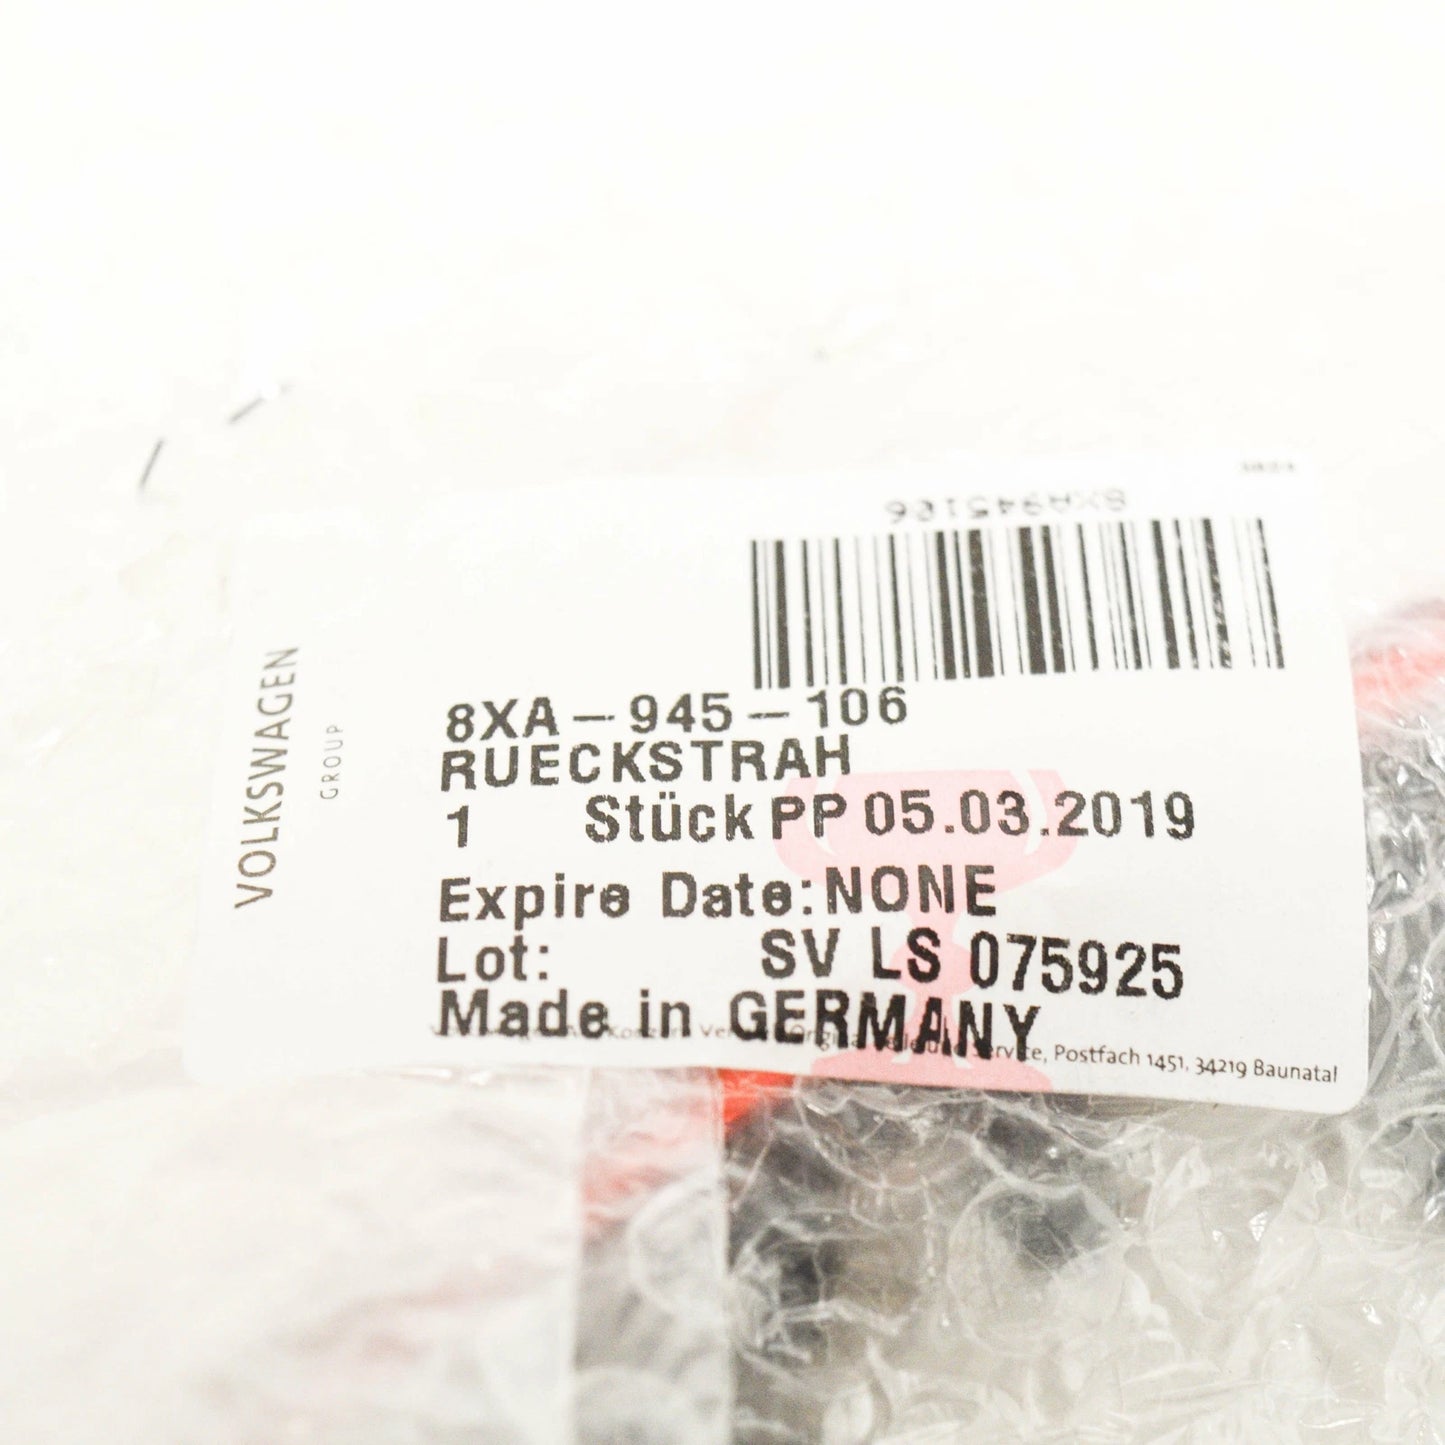 8XA945106
8XA-945-106
RUECKSTRAH
1 Stück PP 05.03.2019
Expire Date:NONE
Lot: SV LS 075925
Made in GERMANY
Service, Postfach 1451, 34219 Baunatal
VOLKSWAGEN
GROUP